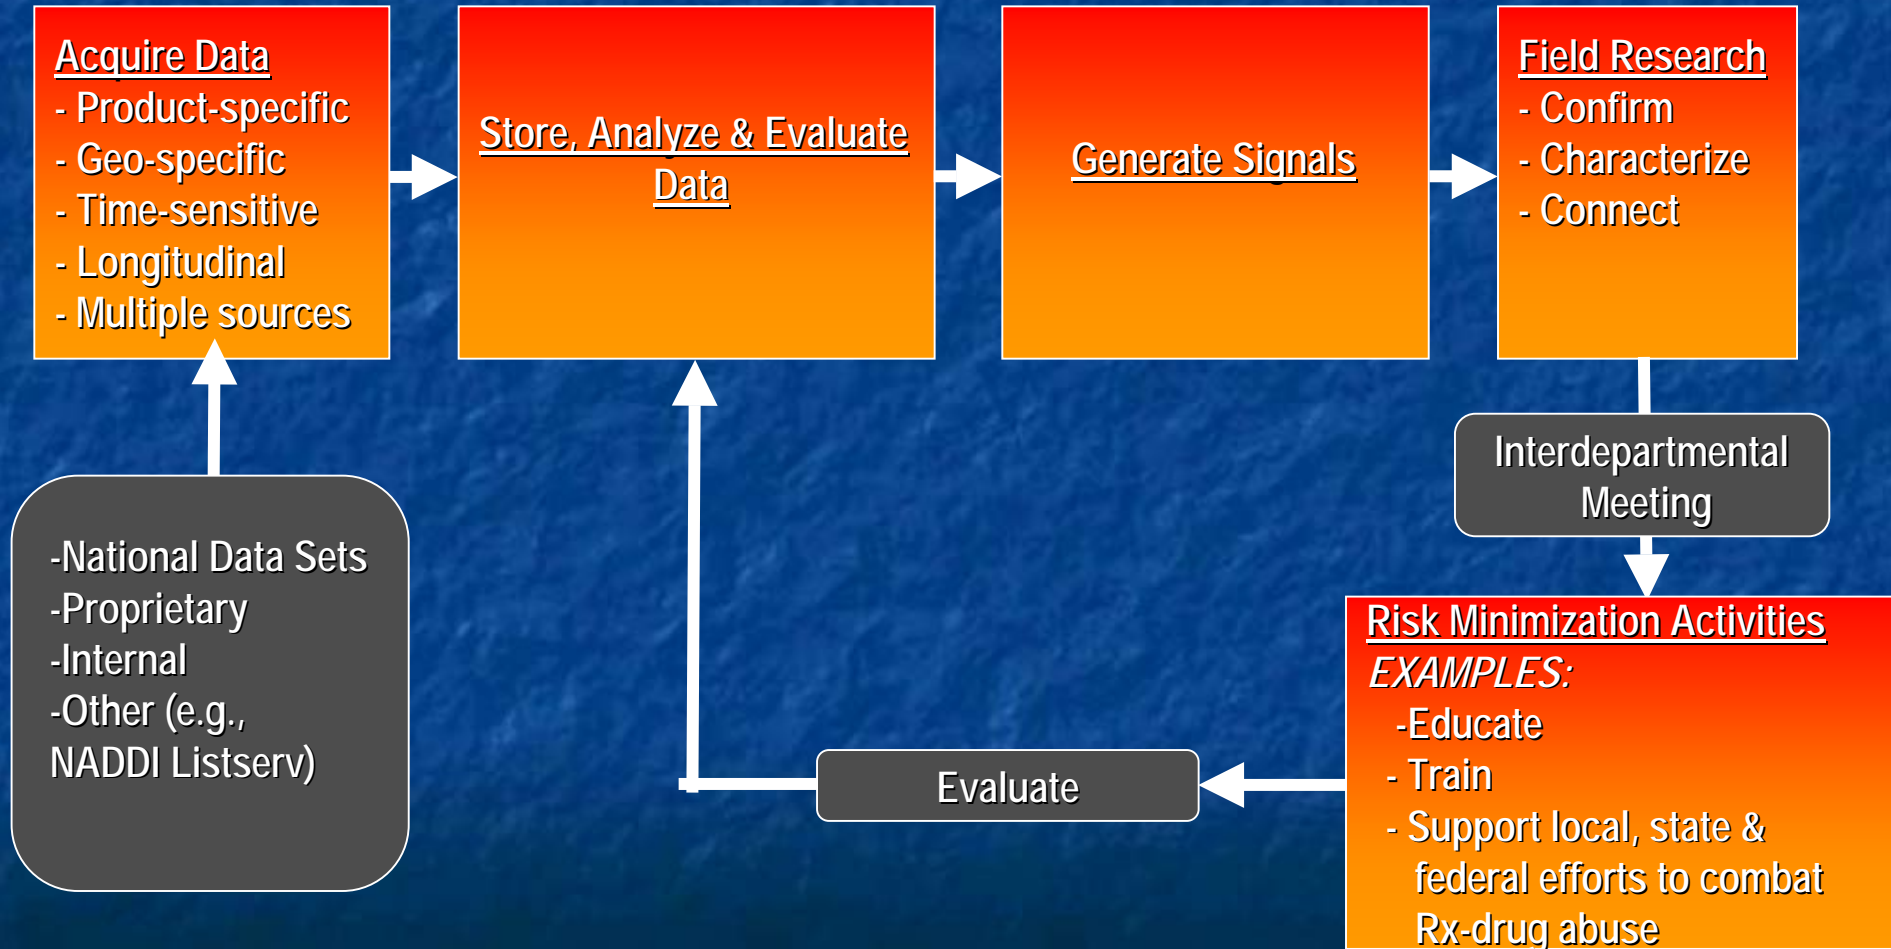 Acquire Data
- Product-specific
- Geo-specific
- Time-sensitive
- Longitudinal
- Multiple sources
Store, Analyze & Evaluate
Data
Generate Signals
Field Research
- Confirm
- Characterize
- Connect
Interdepartmental
Meeting
-National Data Sets
-Proprietary
-Internal
-Other (e.g.,
NADDI Listserv)
Risk Minimization Activities
EXAMPLES:
-Educate
- Train
- Support local, state &
federal efforts to combat
Rx-drug abuse
Evaluate